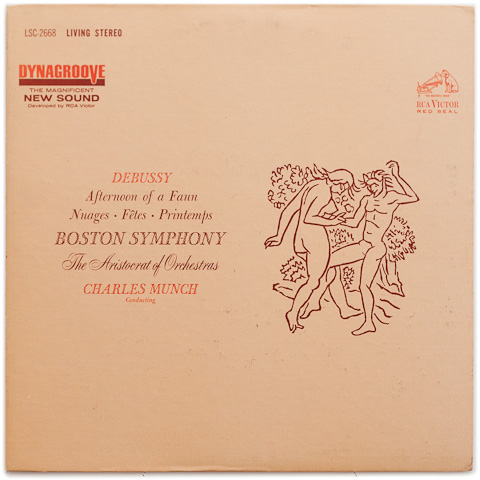 LSC-2668 LIVING STEREO
DYNAGROOVE
THE MAGNIFICENT
NEW SOUND
Developed by RCA Victor
RCA VICTOR
RED SEAL
DEBUSSY
Afternoon of a Faun
Nuages · Fêtes · Printemps
BOSTON SYMPHONY
The Aristocrat of Orchestras
CHARLES MUNCH
Conducting